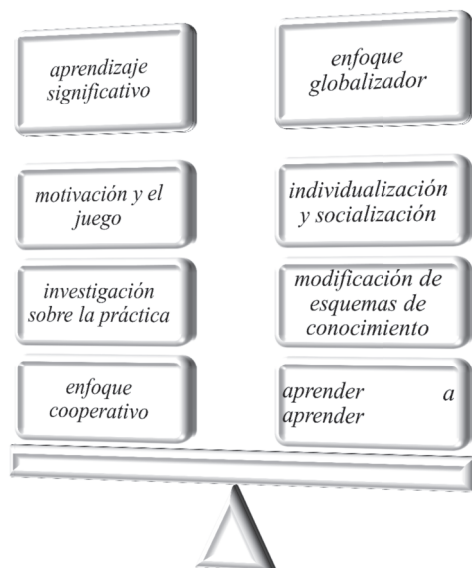 aprendizaje
significativo
enfoque
globalizador
motivación y el
juego
individualización
y socialización
investigación
sobre la práctica
modificación de
esquemas de
conocimiento
enfoque
cooperativo
aprender a
aprender